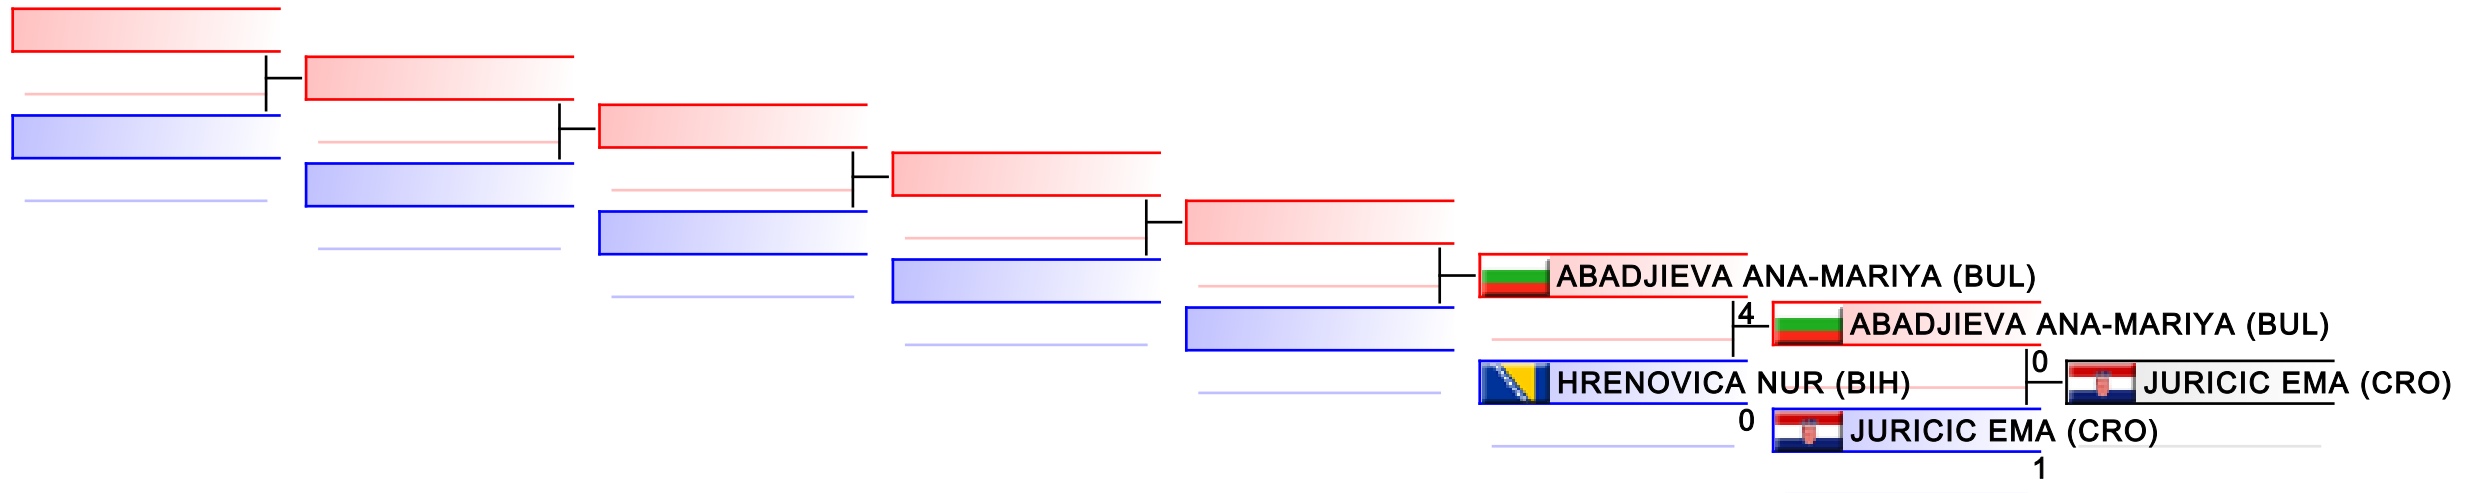 ABADJIEVA ANA-MARIYA (BUL)
4
ABADJIEVA ANA-MARIYA (BUL)
0
HRENOVICA NUR (BIH)
JURICIC EMA (CRO)
0
JURICIC EMA (CRO)
1